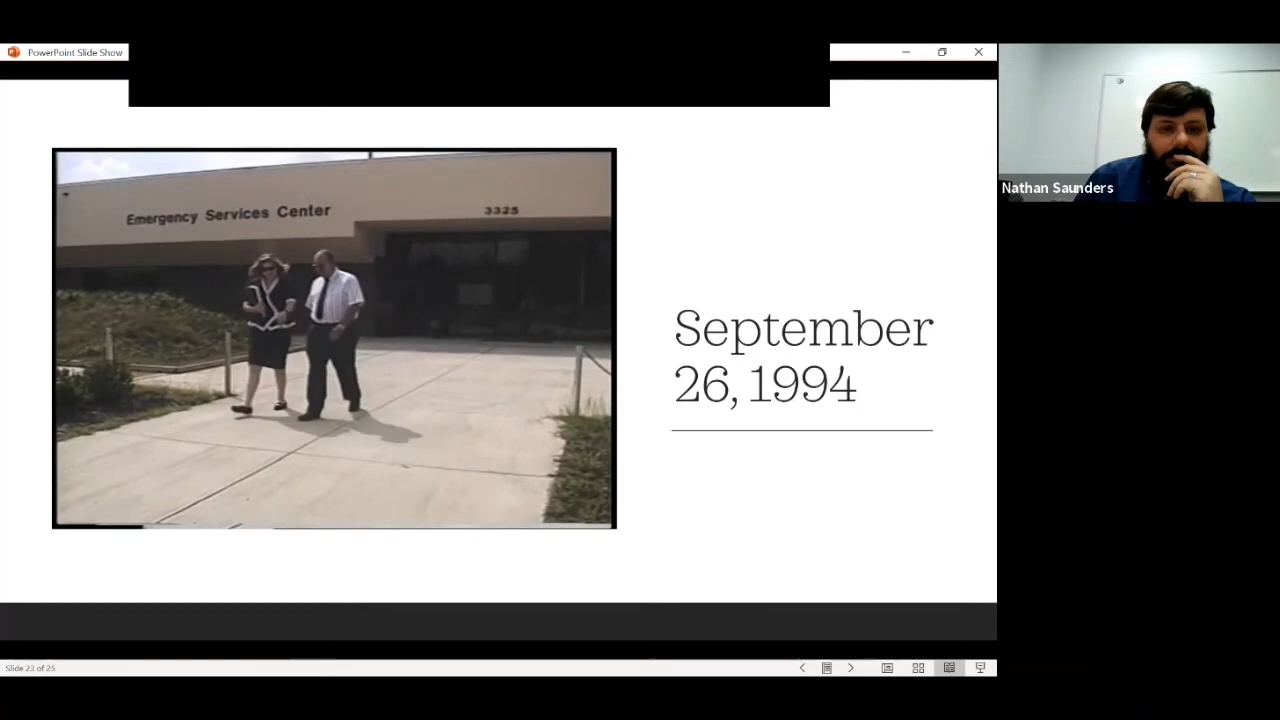 PowerPoint Slide Show
Emergency Services Center
3325
September
26, 1994
Nathan Saunders
Slide 23 of 25